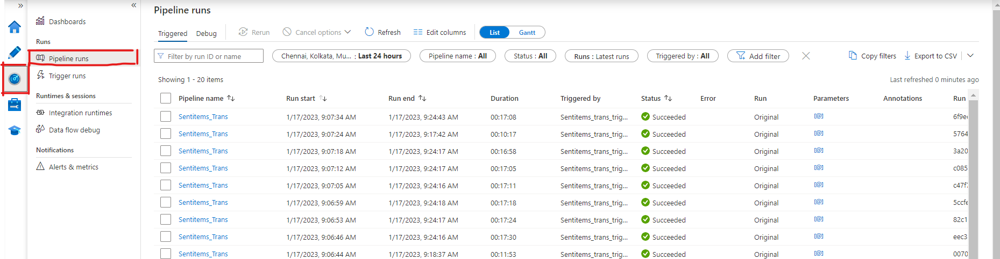 »
«
Dashboards
Runs
Pipeline runs
Trigger runs
Runtimes & sessions
Integration runtimes
Data flow debug
Notifications
Alerts & metrics
Pipeline runs
Triggered Debug Rerun Cancel options Refresh Edit columns List Gantt
Filter by run ID or name Chennai, Kolkata, Mu... : Last 24 hours Pipeline name : All Status : All Runs : Latest runs Triggered by : All Add filter Copy filters Export to CSV
Showing 1 - 20 items Last refreshed 0 minutes ago
Pipeline name Run start Run end Duration Triggered by Status Error Run Parameters Annotations Run
Sentitems_Trans 1/17/2023, 9:07:34 AM 1/17/2023, 9:24:43 AM 00:17:08 Sentitems_trans_trig... Succeeded Original [@] 6f9e
Sentitems_Trans 1/17/2023, 9:07:24 AM 1/17/2023, 9:17:42 AM 00:10:17 Sentitems_trans_trig... Succeeded Original [@] 5764
Sentitems_Trans 1/17/2023, 9:07:18 AM 1/17/2023, 9:24:17 AM 00:16:58 Sentitems_trans_trig... Succeeded Original [@] 3a20
Sentitems_Trans 1/17/2023, 9:07:12 AM 1/17/2023, 9:24:17 AM 00:17:05 Sentitems_trans_trig... Succeeded Original [@] c085
Sentitems_Trans 1/17/2023, 9:07:05 AM 1/17/2023, 9:24:16 AM 00:17:11 Sentitems_trans_trig... Succeeded Original [@] c47f
Sentitems_Trans 1/17/2023, 9:06:59 AM 1/17/2023, 9:24:18 AM 00:17:18 Sentitems_trans_trig... Succeeded Original [@] 5ccfe
Sentitems_Trans 1/17/2023, 9:06:53 AM 1/17/2023, 9:24:17 AM 00:17:24 Sentitems_trans_trig... Succeeded Original [@] 82c1
Sentitems_Trans 1/17/2023, 9:06:46 AM 1/17/2023, 9:24:16 AM 00:17:30 Sentitems_trans_trig... Succeeded Original [@] eec3
Sentitems_Trans 1/17/2023, 9:06:44 AM 1/17/2023, 9:18:37 AM 00:11:53 Sentitems_trans_trig... Succeeded Original [@] 0070